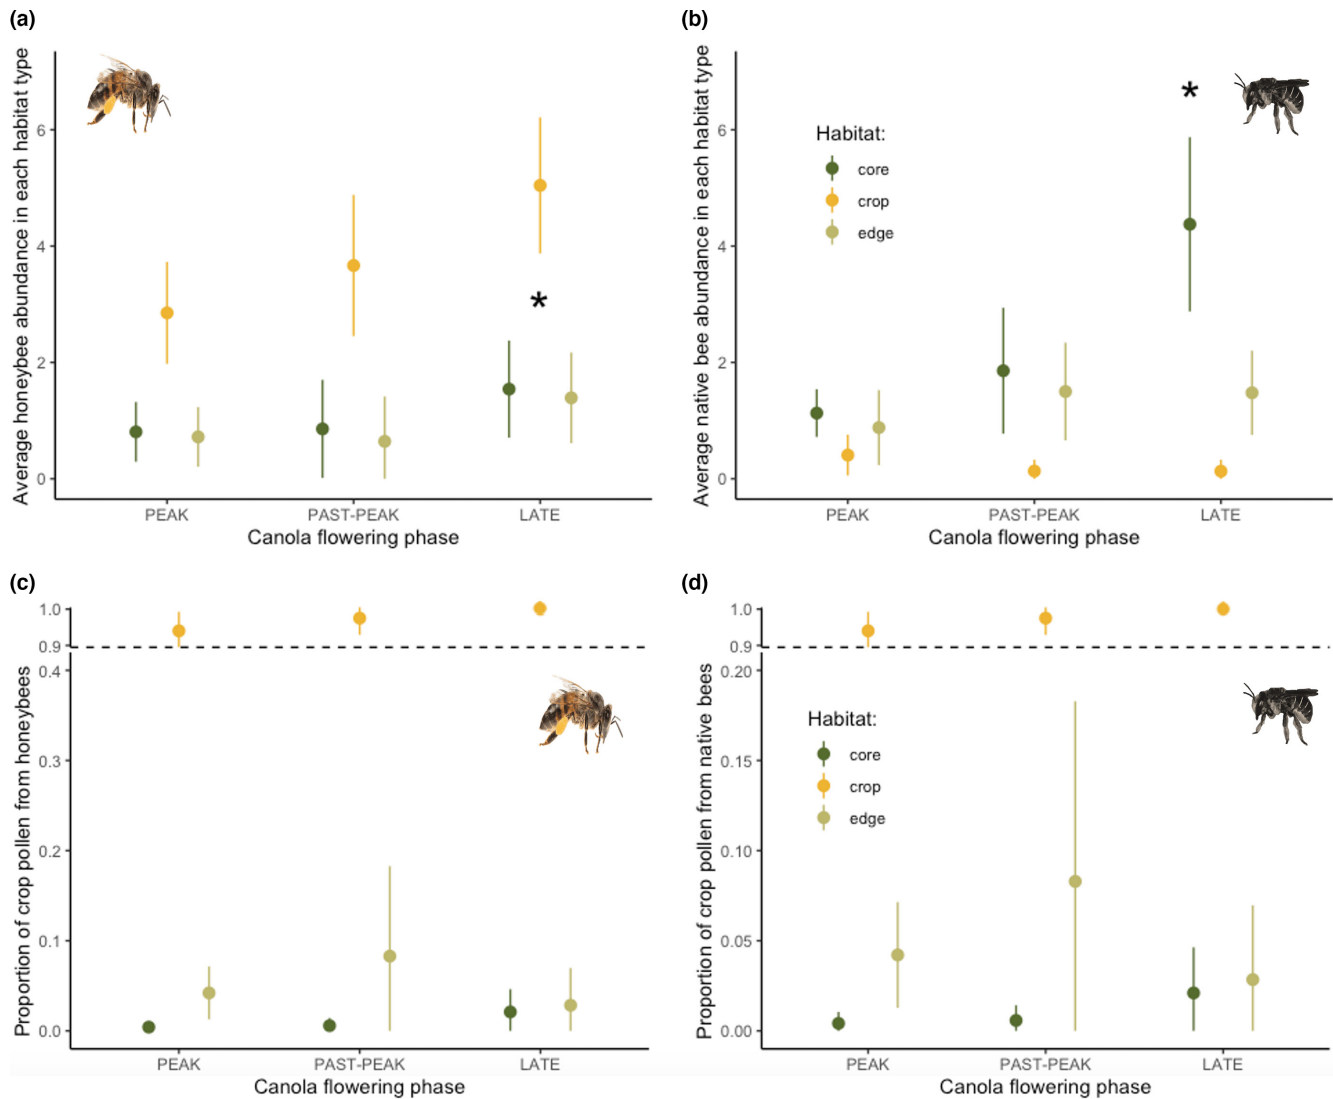 (a)
Average honeybee abundance in each habitat type
6
4
2
0
*
PEAK PAST-PEAK LATE
Canola flowering phase
(b)
Average native bee abundance in each habitat type
6
4
2
0
*
Habitat:
core
crop
edge
PEAK PAST-PEAK LATE
Canola flowering phase
(c)
Proportion of crop pollen from honeybees
1.0
0.9
0.4
0.3
0.2
0.1
0.0
PEAK PAST-PEAK LATE
Canola flowering phase
(d)
Proportion of crop pollen from native bees
1.0
0.9
0.20
0.15
0.10
0.05
0.00
Habitat:
core
crop
edge
PEAK PAST-PEAK LATE
Canola flowering phase